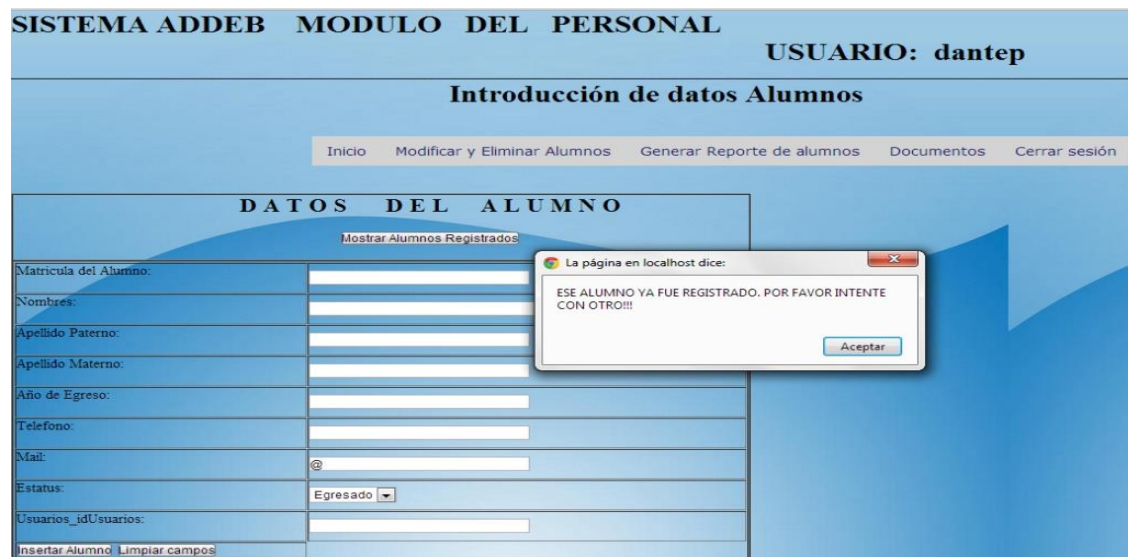 SISTEMA ADDEB MODULO DEL PERSONAL
USUARIO: dantep
Introducción de datos Alumnos
Inicio Modificar y Eliminar Alumnos Generar Reporte de alumnos Documentos Cerrar sesión
DATOS DEL ALUMNO
Mostrar Alumnos Registrados
La página en localhost dice:
ESE ALUMNO YA FUE REGISTRADO. POR FAVOR INTENTE
CON OTRO!!!
Aceptar
Matricula del Alumno:
Nombres:
Apellido Paterno:
Apellido Materno:
Año de Egreso:
Telefono:
Mail: @
Estatus: Egresado
Usuarios_idUsuarios:
Insertar Alumno Limpiar campos